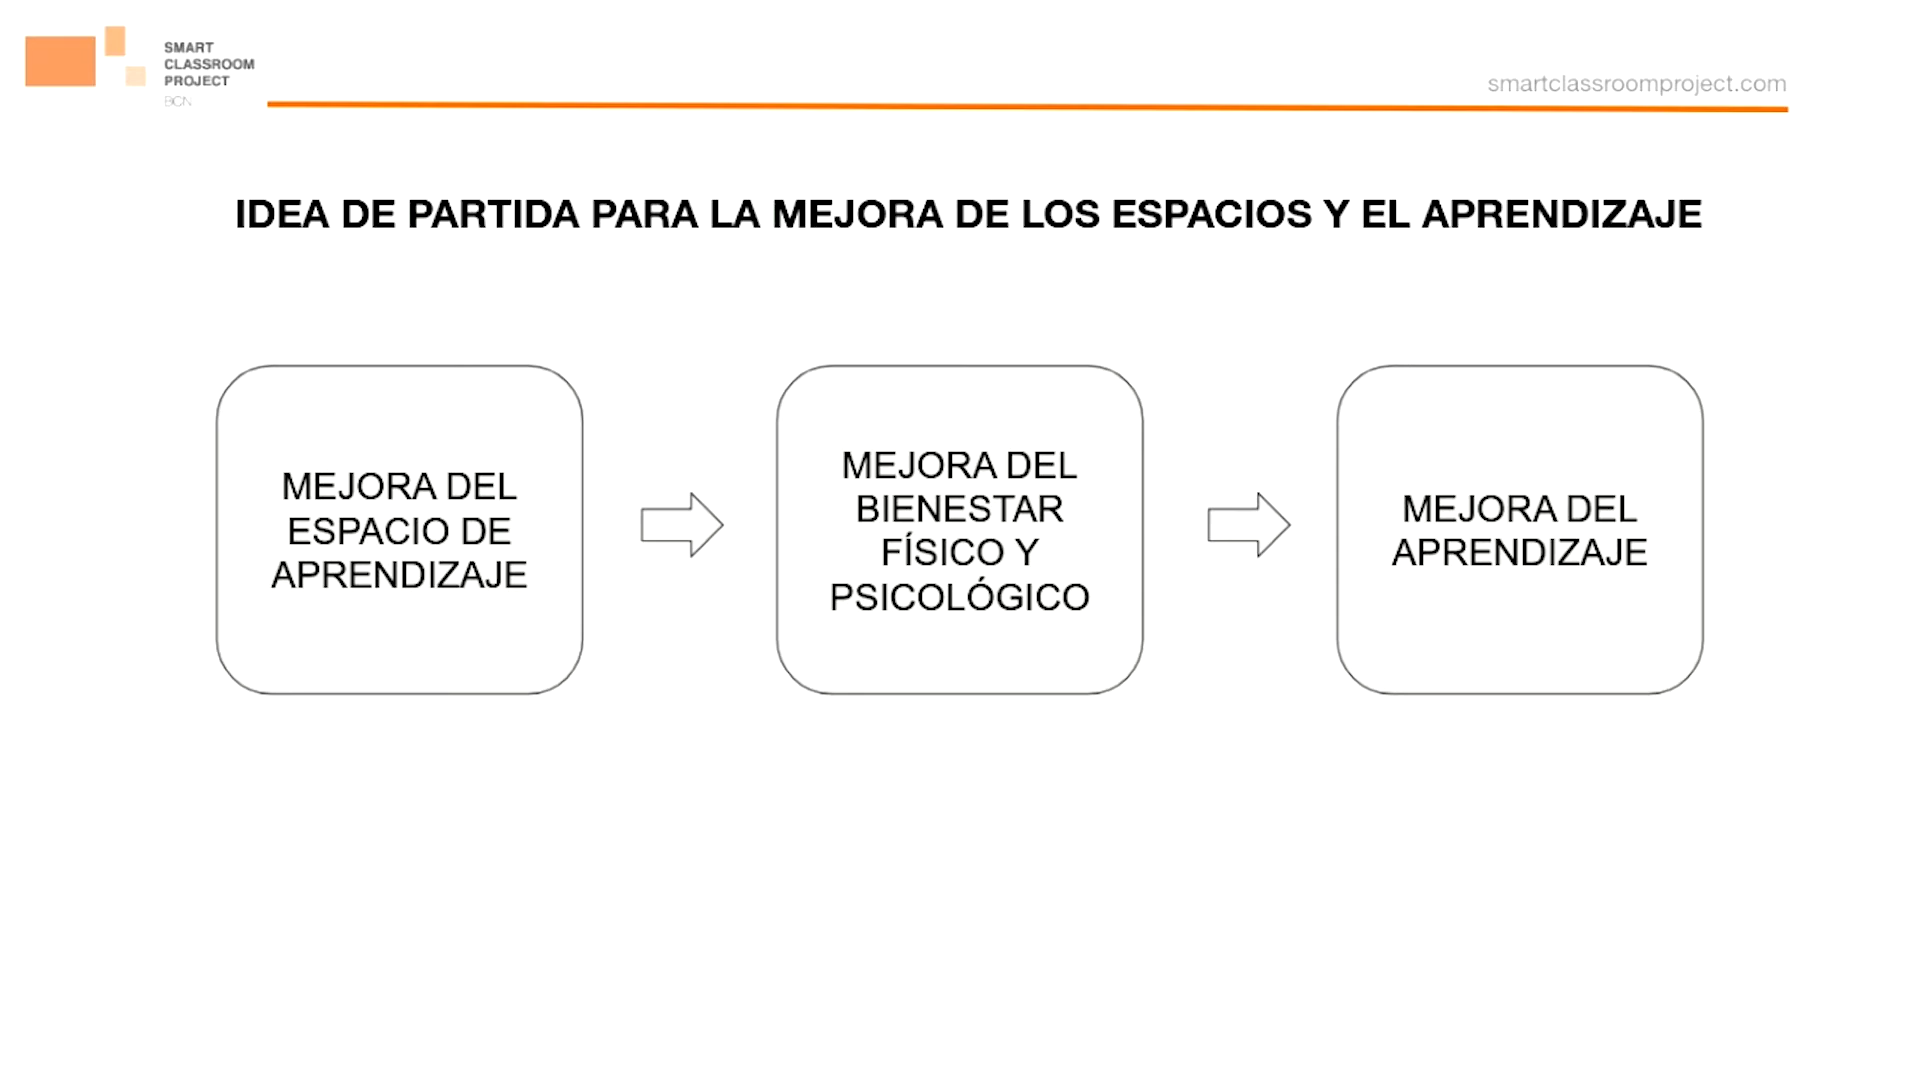 SMART
CLASSROOM
PROJECT
BCN
smartclassroomproject.com
IDEA DE PARTIDA PARA LA MEJORA DE LOS ESPACIOS Y EL APRENDIZAJE
MEJORA DEL
ESPACIO DE
APRENDIZAJE
MEJORA DEL
BIENESTAR
FÍSICO Y
PSICOLÓGICO
MEJORA DEL
APRENDIZAJE